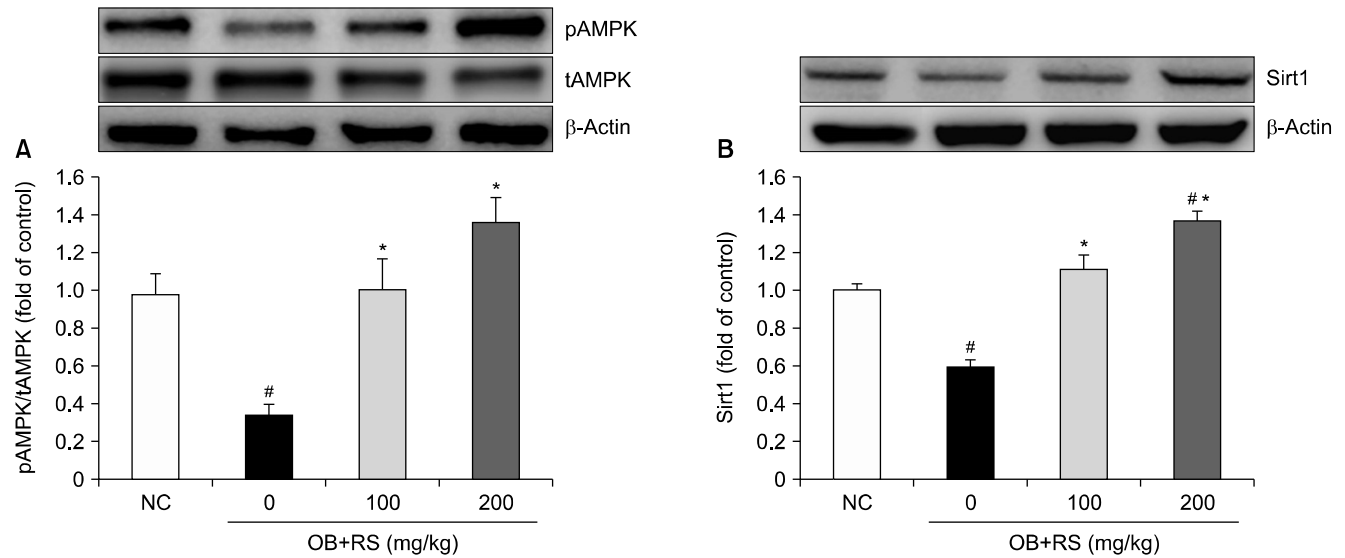 pAMPK
tAMPK
β-Actin
A
pAMPK/tAMPK (fold of control)
1.6
1.4
1.2
1.0
0.8
0.6
0.4
0.2
0
#
*
*
NC 0 100 200
OB+RS (mg/kg)
Sirt1
β-Actin
B
Sirt1 (fold of control)
1.6
1.4
1.2
1.0
0.8
0.6
0.4
0.2
0
#
*
# *
NC 0 100 200
OB+RS (mg/kg)